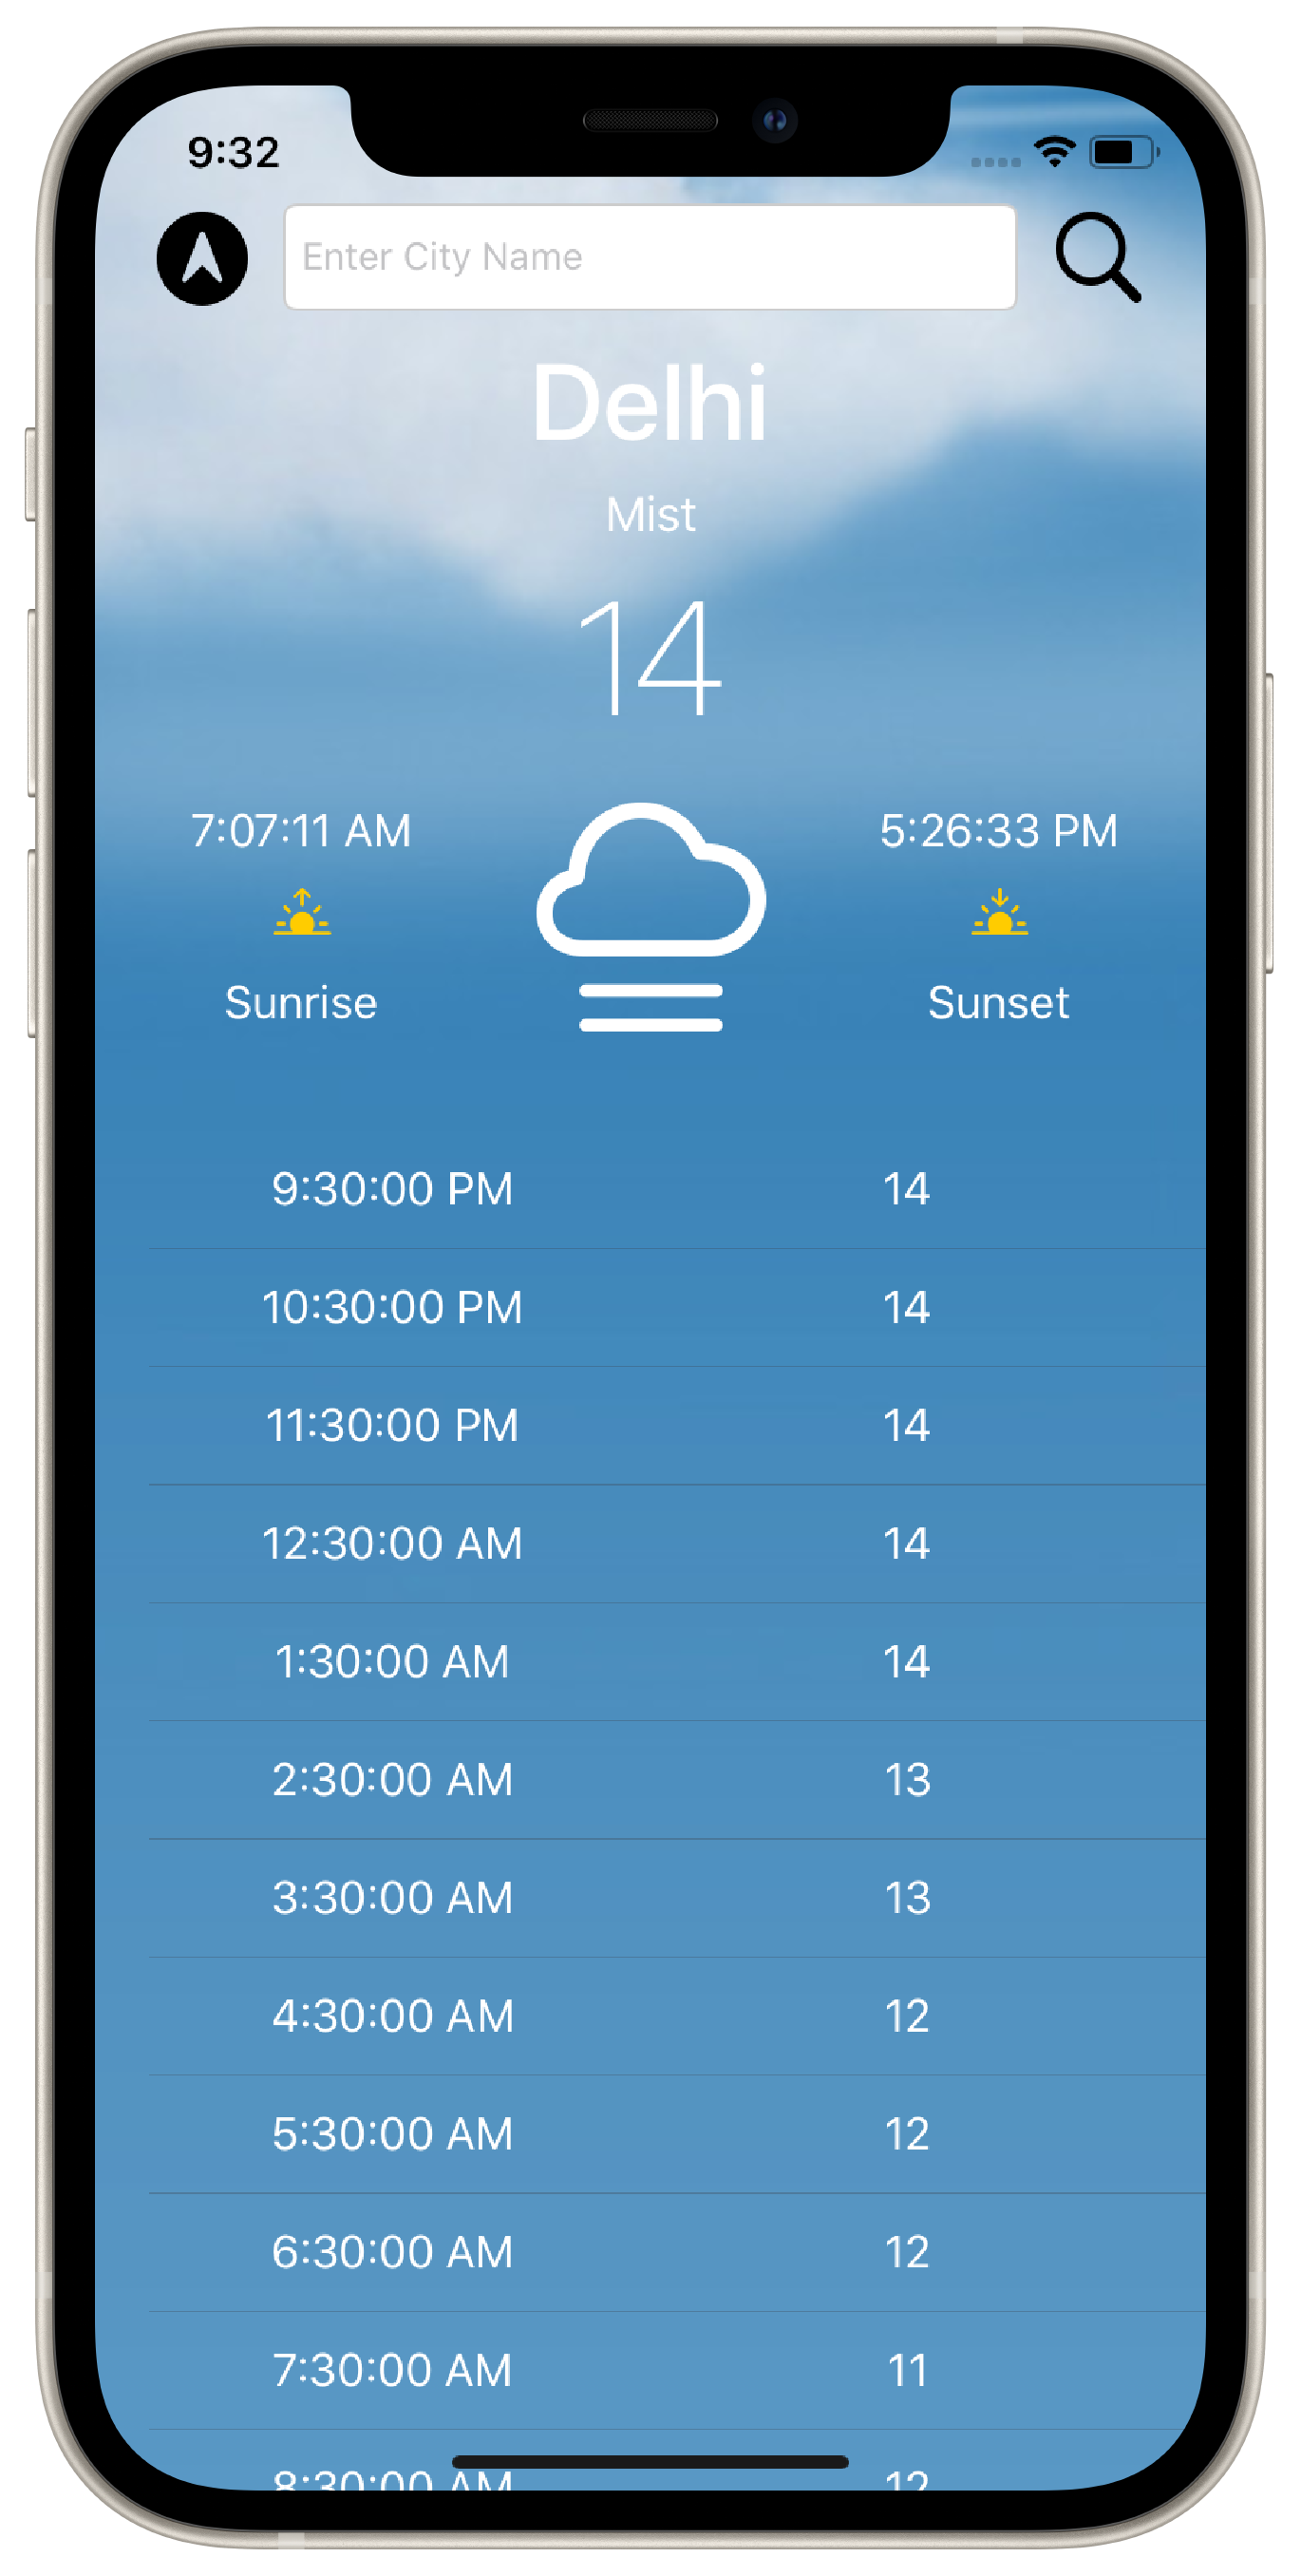 9:32
Enter City Name
Delhi
Mist
14
7:07:11 AM
5:26:33 PM
Sunrise
Sunset
9:30:00 PM 14
10:30:00 PM 14
11:30:00 PM 14
12:30:00 AM 14
1:30:00 AM 14
2:30:00 AM 13
3:30:00 AM 13
4:30:00 AM 12
5:30:00 AM 12
6:30:00 AM 12
7:30:00 AM 11
8:30:00 AM 12